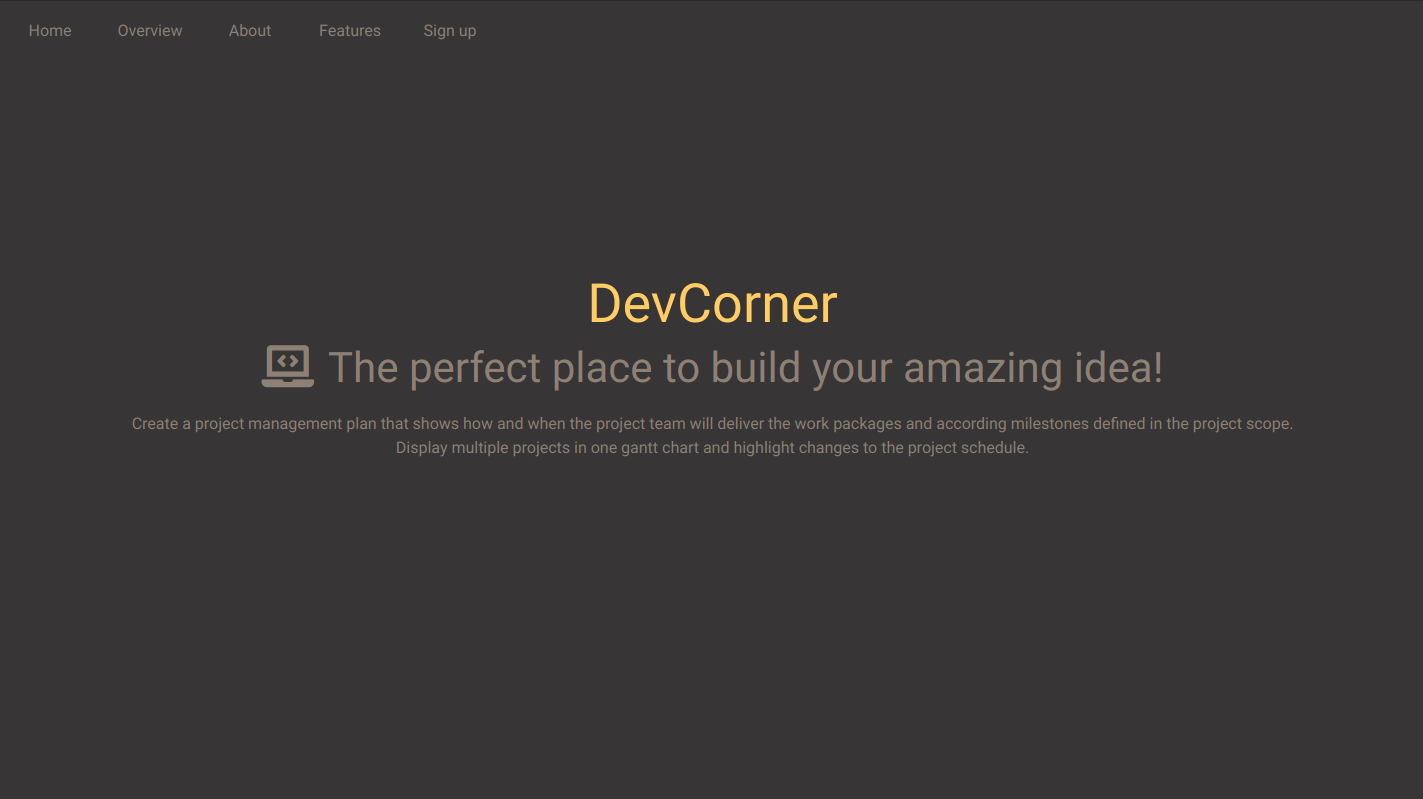 Home Overview About Features Sign up
DevCorner
The perfect place to build your amazing idea!
Create a project management plan that shows how and when the project team will deliver the work packages and according milestones defined in the project scope.
Display multiple projects in one gantt chart and highlight changes to the project schedule.